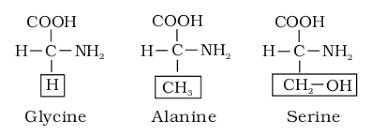 COOH COOH COOH
H–C–NH₂ H–C–NH₂ H–C–NH₂
H CH₃ CH₂–OH
Glycine Alanine Serine